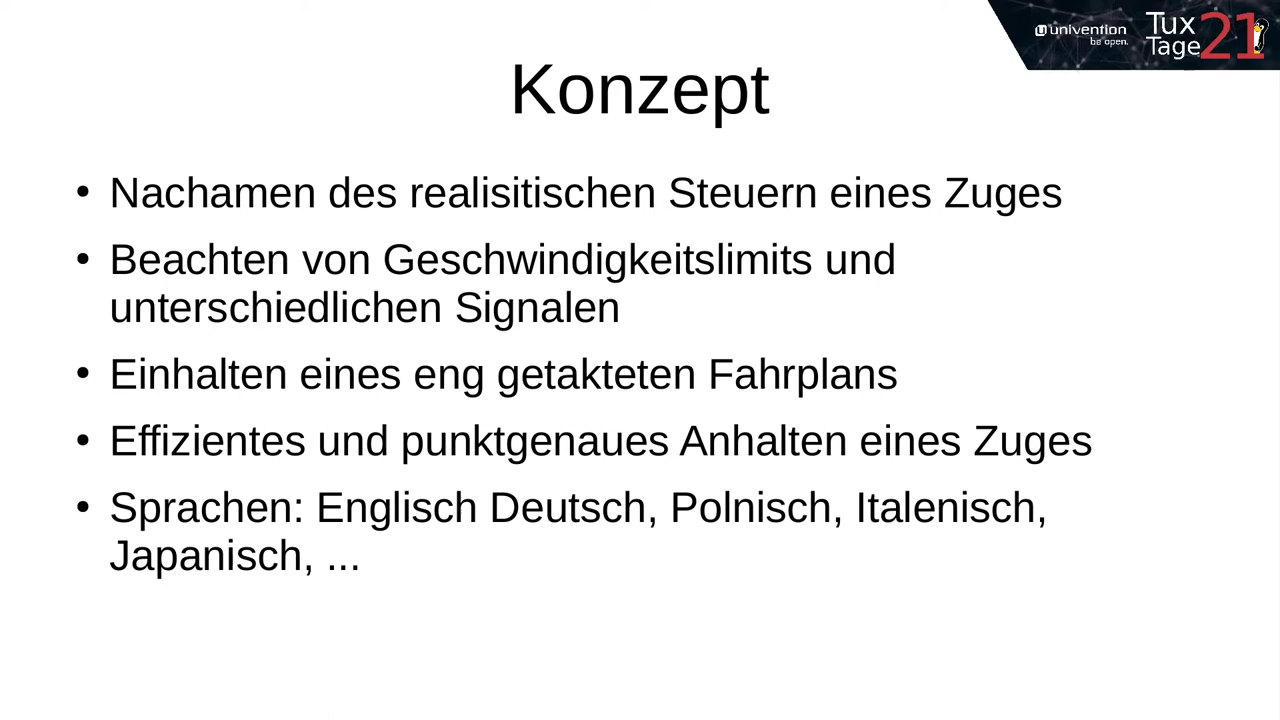 univention
be open.
Tux
Tage
21
Konzept
• Nachamen des realisitischen Steuern eines Zuges
• Beachten von Geschwindigkeitslimits und
unterschiedlichen Signalen
• Einhalten eines eng getakteten Fahrplans
• Effizientes und punktgenaues Anhalten eines Zuges
• Sprachen: Englisch Deutsch, Polnisch, Italenisch,
Japanisch, ...